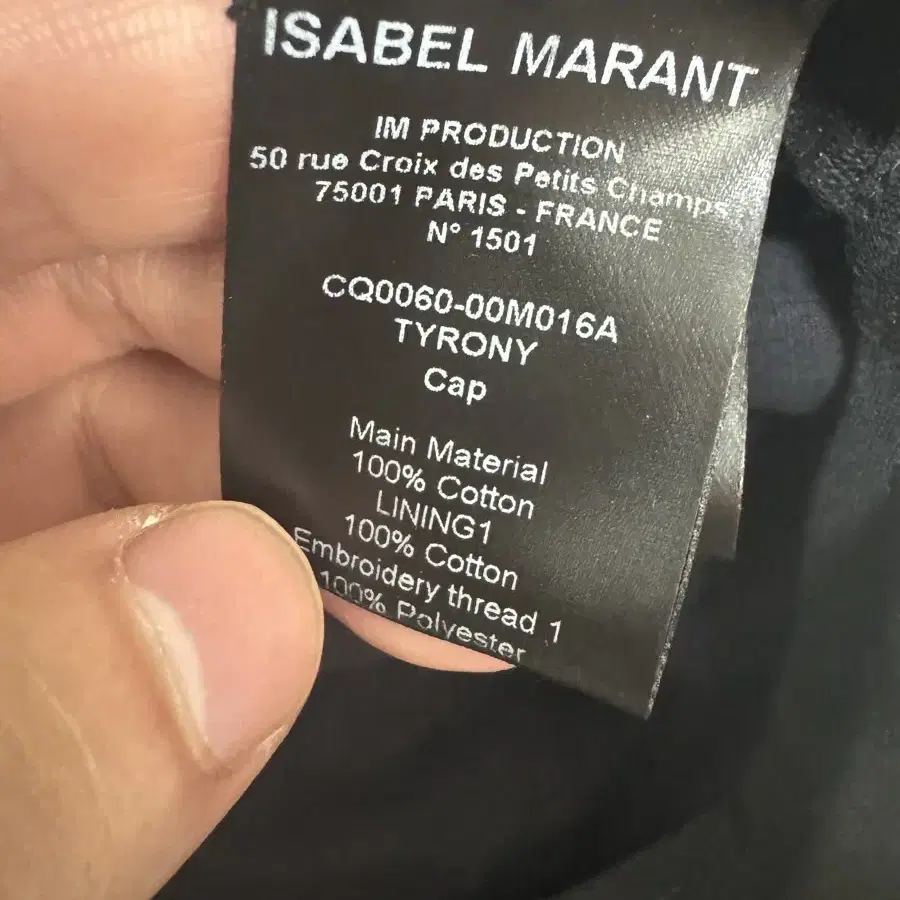 ISABEL MARANT
IM PRODUCTION
50 rue Croix des Petits Champs
75001 PARIS - FRANCE
N° 1501
CQ0060-00M016A
TYRONY
Cap
Main Material
100% Cotton
LINING1
100% Cotton
Embroidery thread 1
100% Polyester